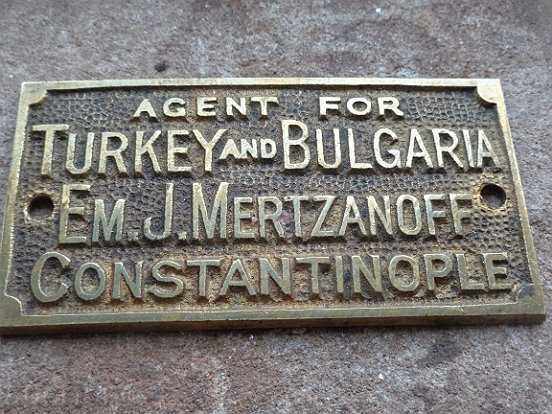 AGENT FOR
TURKEY AND BULGARIA
EM. J. MERTZANOFF
CONSTANTINOPLE